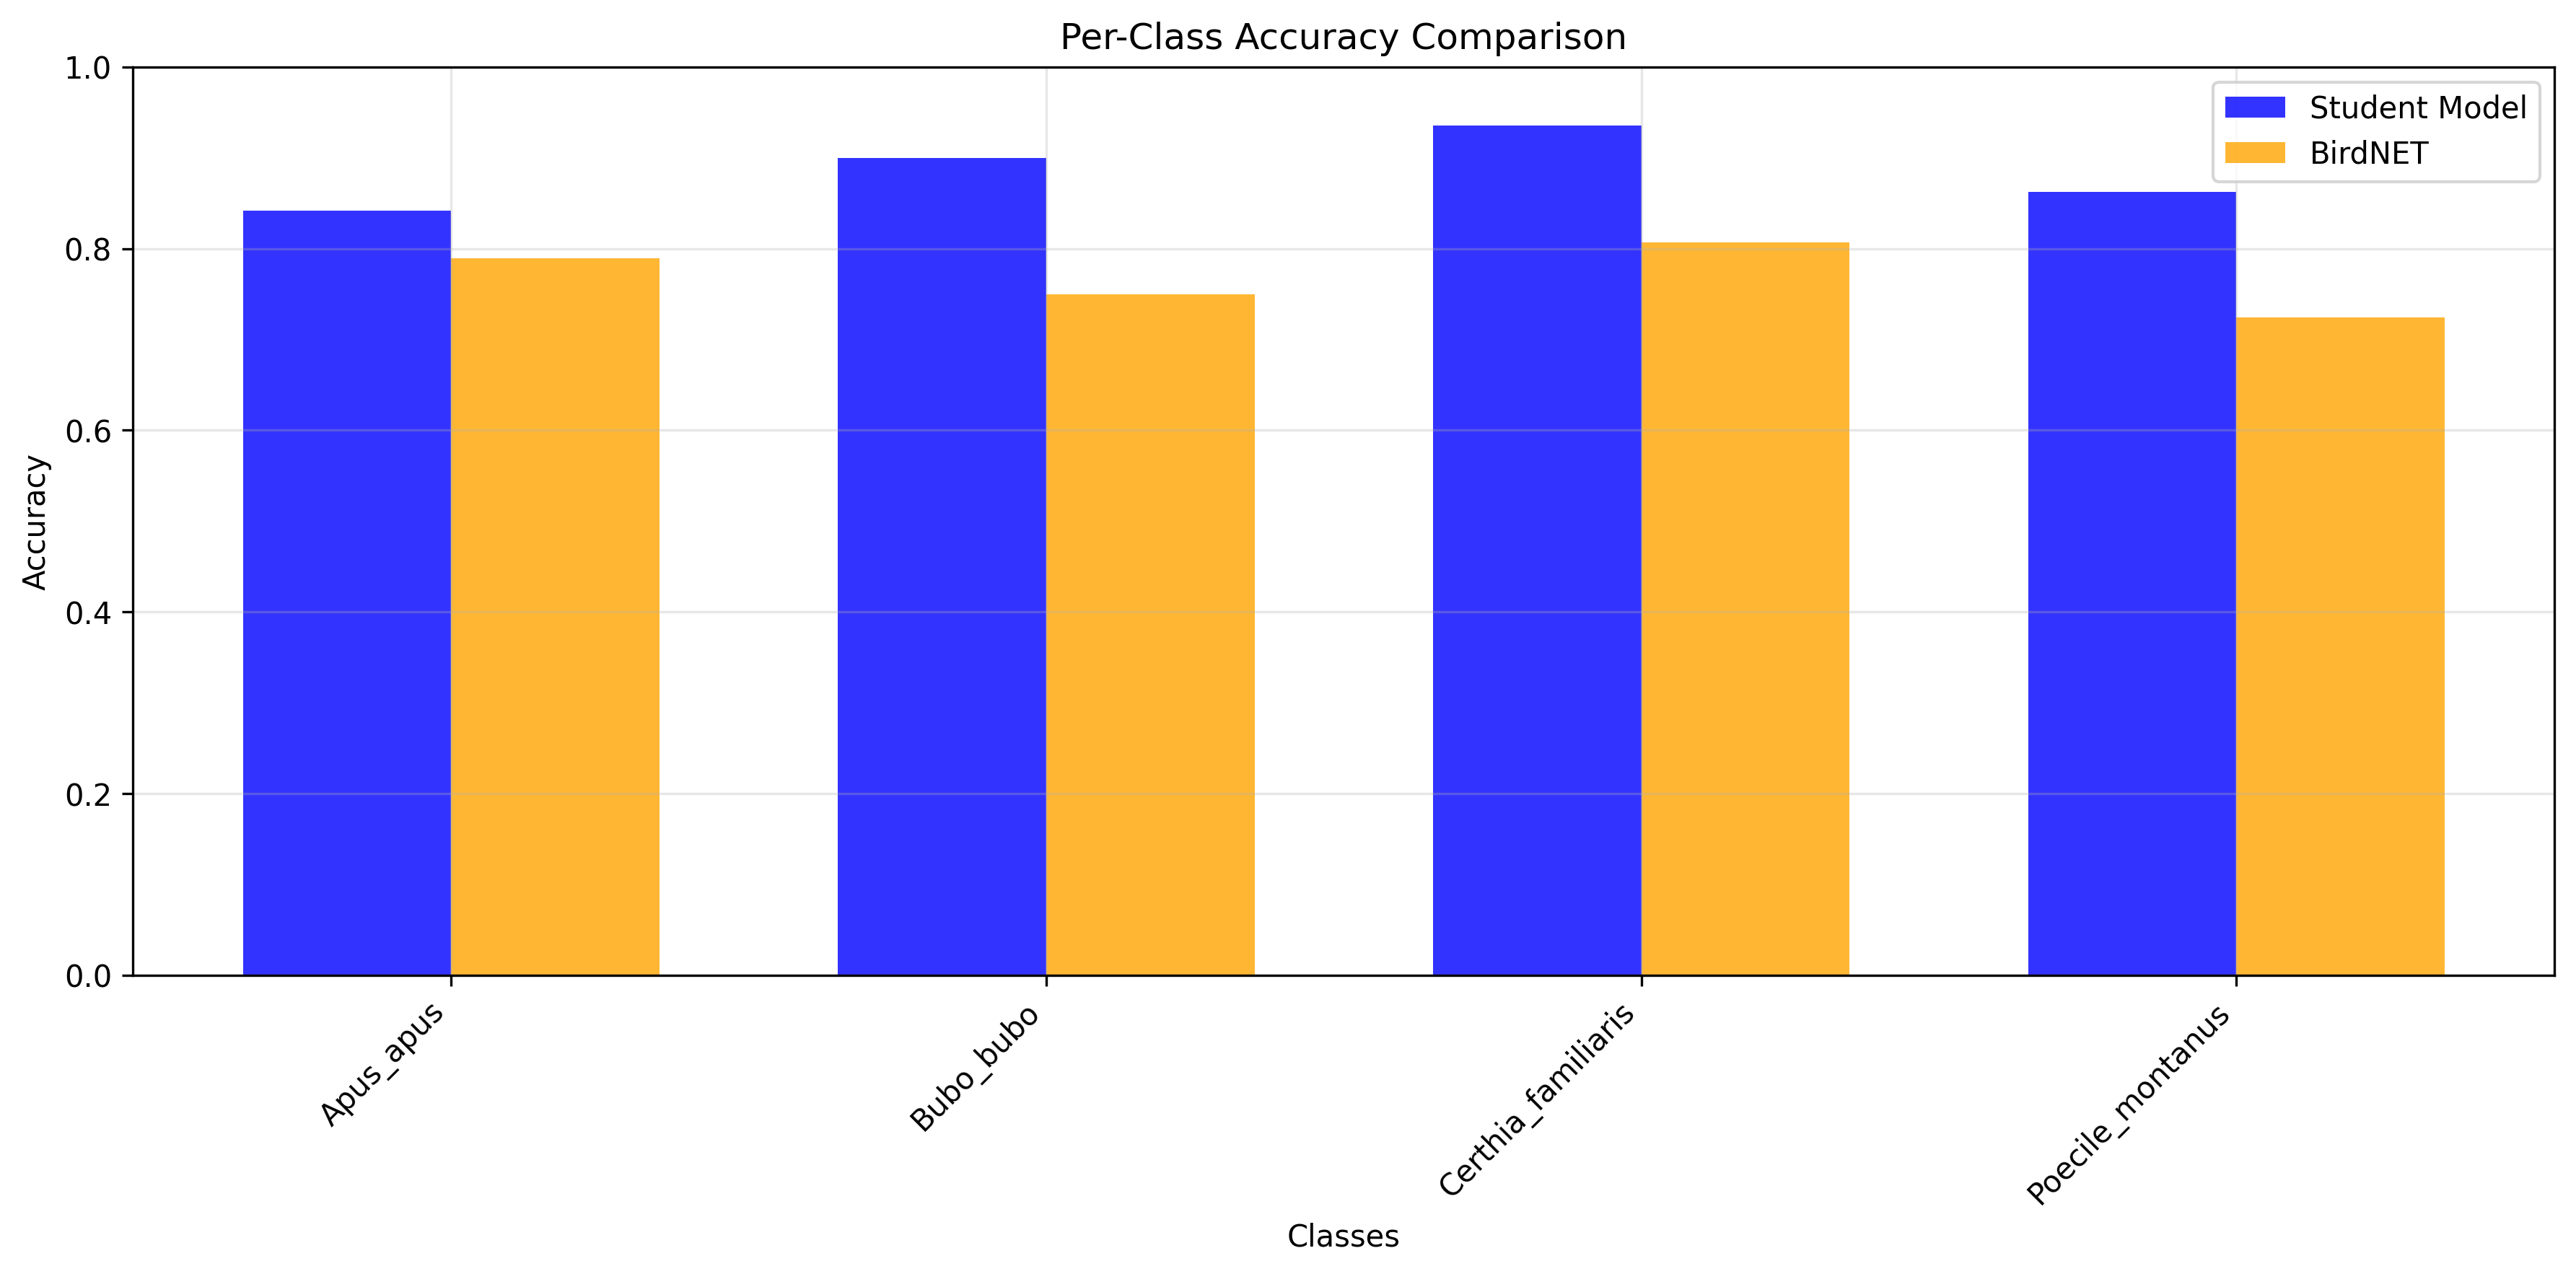 Per-Class Accuracy Comparison
Student Model
BirdNET
Accuracy
1.0
0.8
0.6
0.4
0.2
0.0
Apus_apus
Bubo_bubo
Certhia_familiaris
Poecile_montanus
Classes